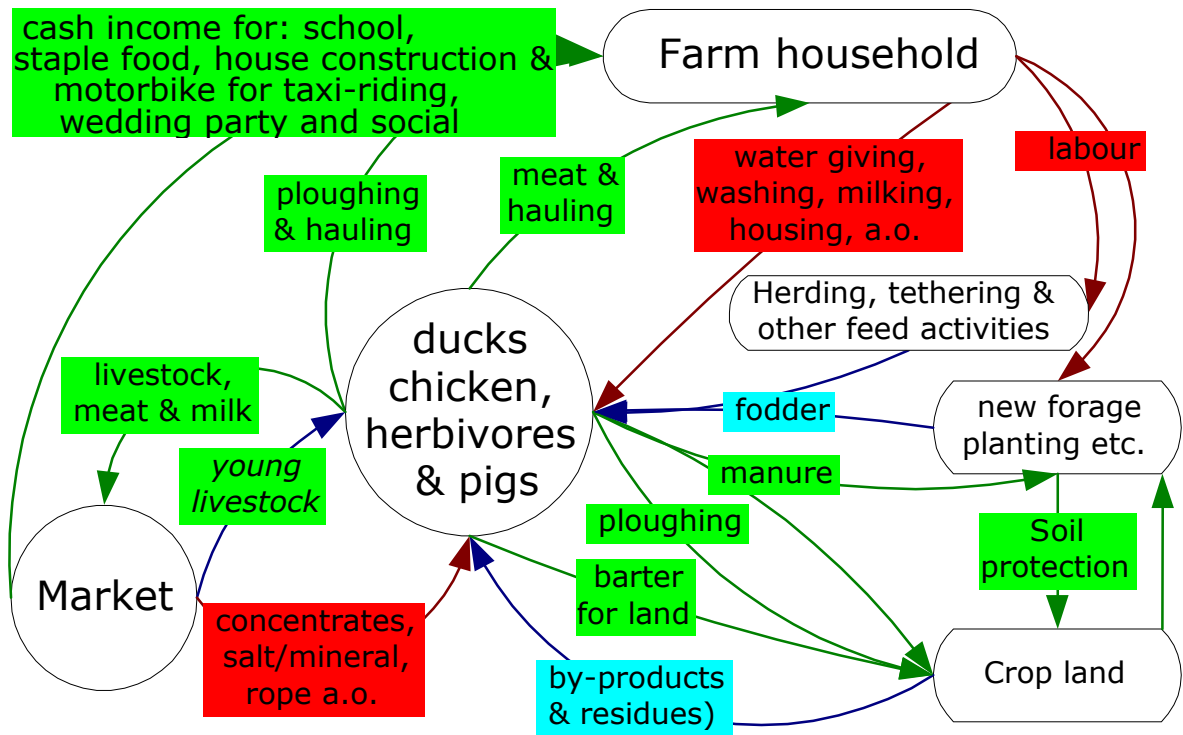 cash income for: school,
staple food, house construction &
motorbike for taxi-riding,
wedding party and social
Farm household
labour
water giving,
washing, milking,
housing, a.o.
meat &
hauling
ploughing
& hauling
Herding, tethering &
other feed activities
ducks
chicken,
herbivores
& pigs
livestock,
meat & milk
young
livestock
fodder
new forage
planting etc.
manure
ploughing
Soil
protection
barter
for land
Market
concentrates,
salt/mineral,
rope a.o.
by-products
& residues)
Crop land